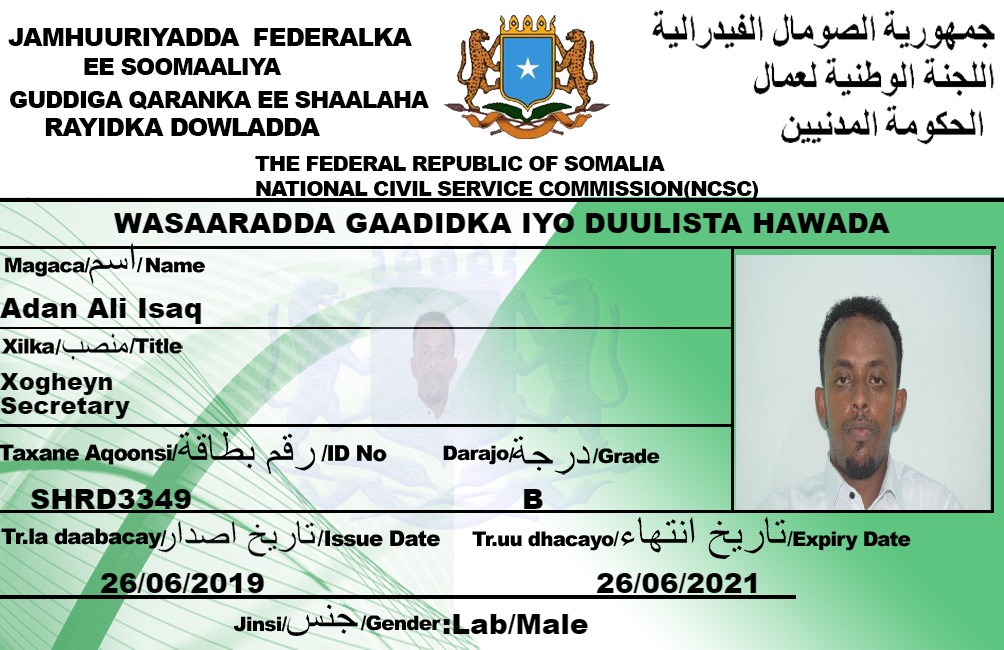 JAMHUURIYADDA FEDERALKA
EE SOOMAALIYA
GUDDIGA QARANKA EE SHAALAHA
RAYIDKA DOWLADDA
جمهورية الصومال الفيدرالية
اللجنة الوطنية لعمال
الحكومة المدنيين
THE FEDERAL REPUBLIC OF SOMALIA
NATIONAL CIVIL SERVICE COMMISSION(NCSC)
WASAARADDA GAADIDKA IYO DUULISTA HAWADA
Magaca/اسم/Name
Adan Ali Isaq
Xilka/منصب/Title
Xogheyn
Secretary
Taxane Aqoonsi/رقم بطاقة/ID No
Darajo/درجة/Grade
SHRD3349
B
Tr.la daabacay/تاريخ اصدار/Issue Date
Tr.uu dhacayo/تاريخ انتهاء/Expiry Date
26/06/2019
26/06/2021
Jinsi/جنس/Gender:Lab/Male